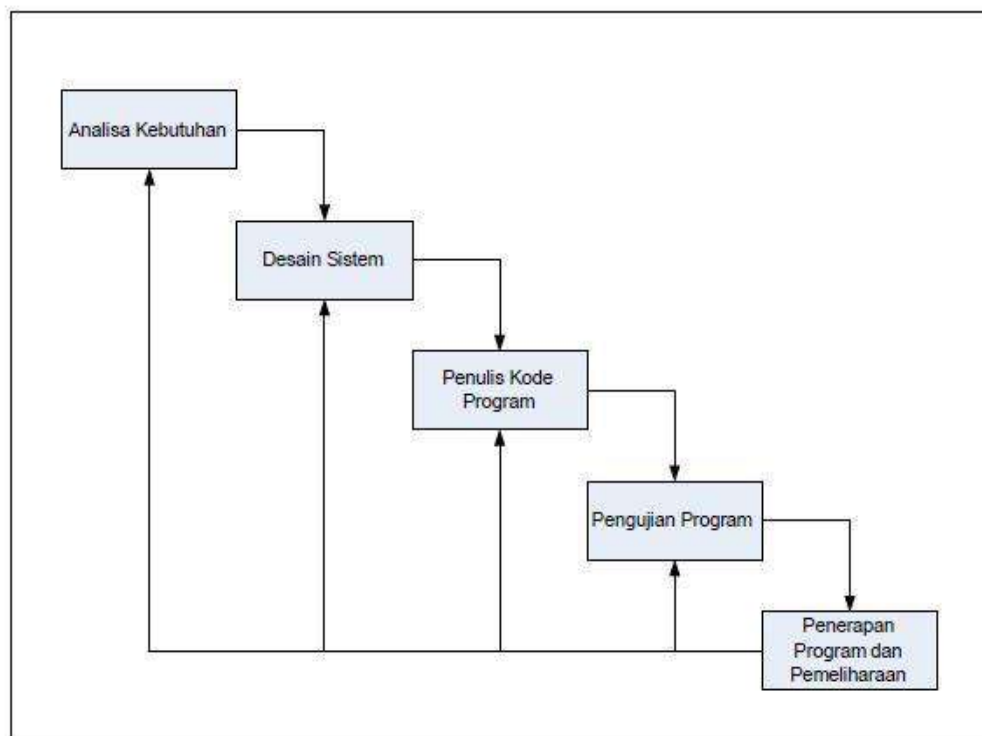 Analisa Kebutuhan
Desain Sistem
Penulis Kode
Program
Pengujian Program
Penerapan
Program dan
Pemeliharaan